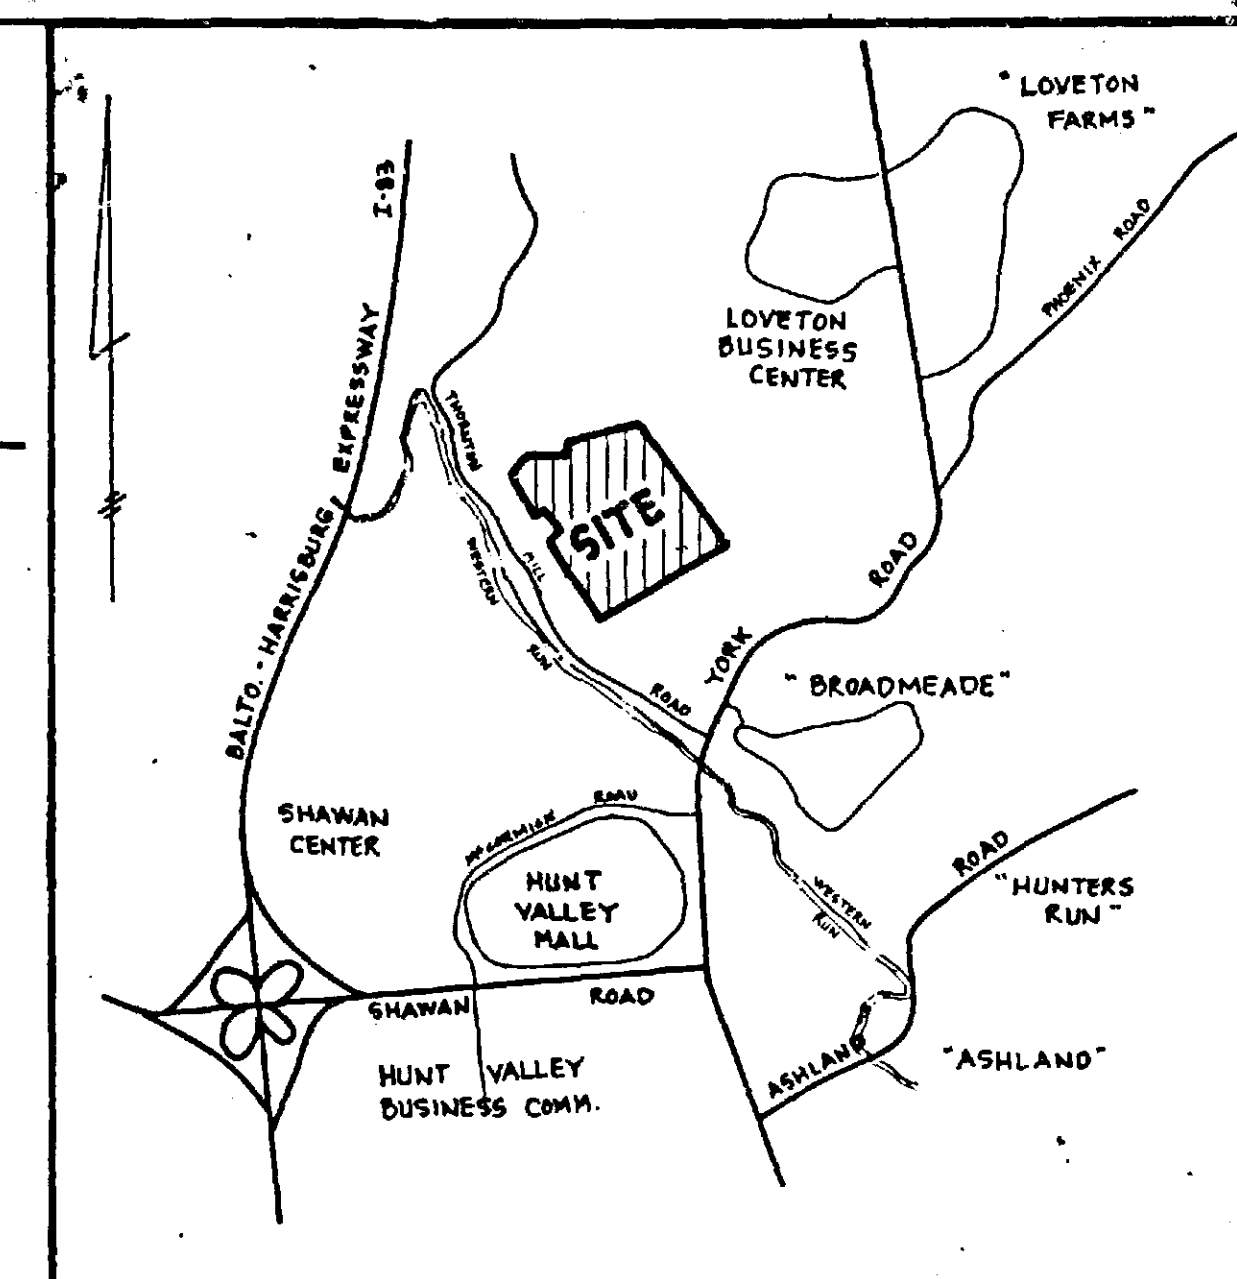 " LOVETON
FARMS "
I-83
PHOENIX ROAD
LOVETON
BUSINESS
CENTER
BALTO. - HARRISBURG EXPRESSWAY
THORNTON MILL ROAD
SITE
WESTERN RUN
YORK ROAD
" BROADMEADE "
SHAWAN
CENTER
McCORMICK ROAD
HUNT
VALLEY
MALL
WESTERN
RUN
ASHLAND ROAD
"HUNTERS
RUN"
SHAWAN ROAD
"ASHLAND"
HUNT VALLEY
BUSINESS COMM.